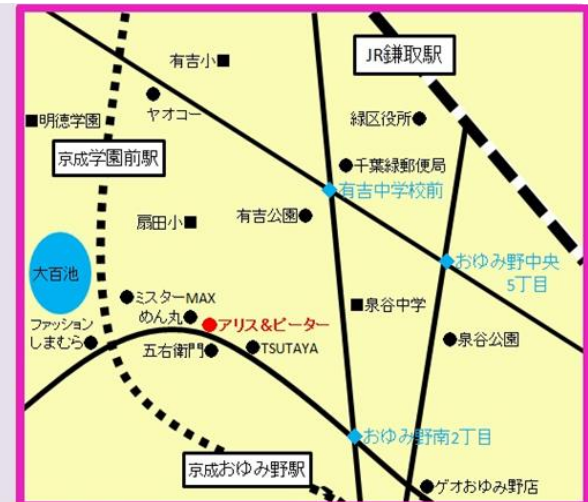 有吉小■
JR鎌取駅
ヤオコー
緑区役所●
■明徳学園
京成学園前駅
●千葉緑郵便局
◆有吉中学校前
扇田小■
有吉公園●
大百池
◆おゆみ野中央
5丁目
●ミスターMAX
めん丸●
●アリス&ピーター
■泉谷中学
ファッション
しまむら●
五右衛門
●TSUTAYA
●泉谷公園
◆おゆみ野南2丁目
京成おゆみ野駅
●ゲオおゆみ野店